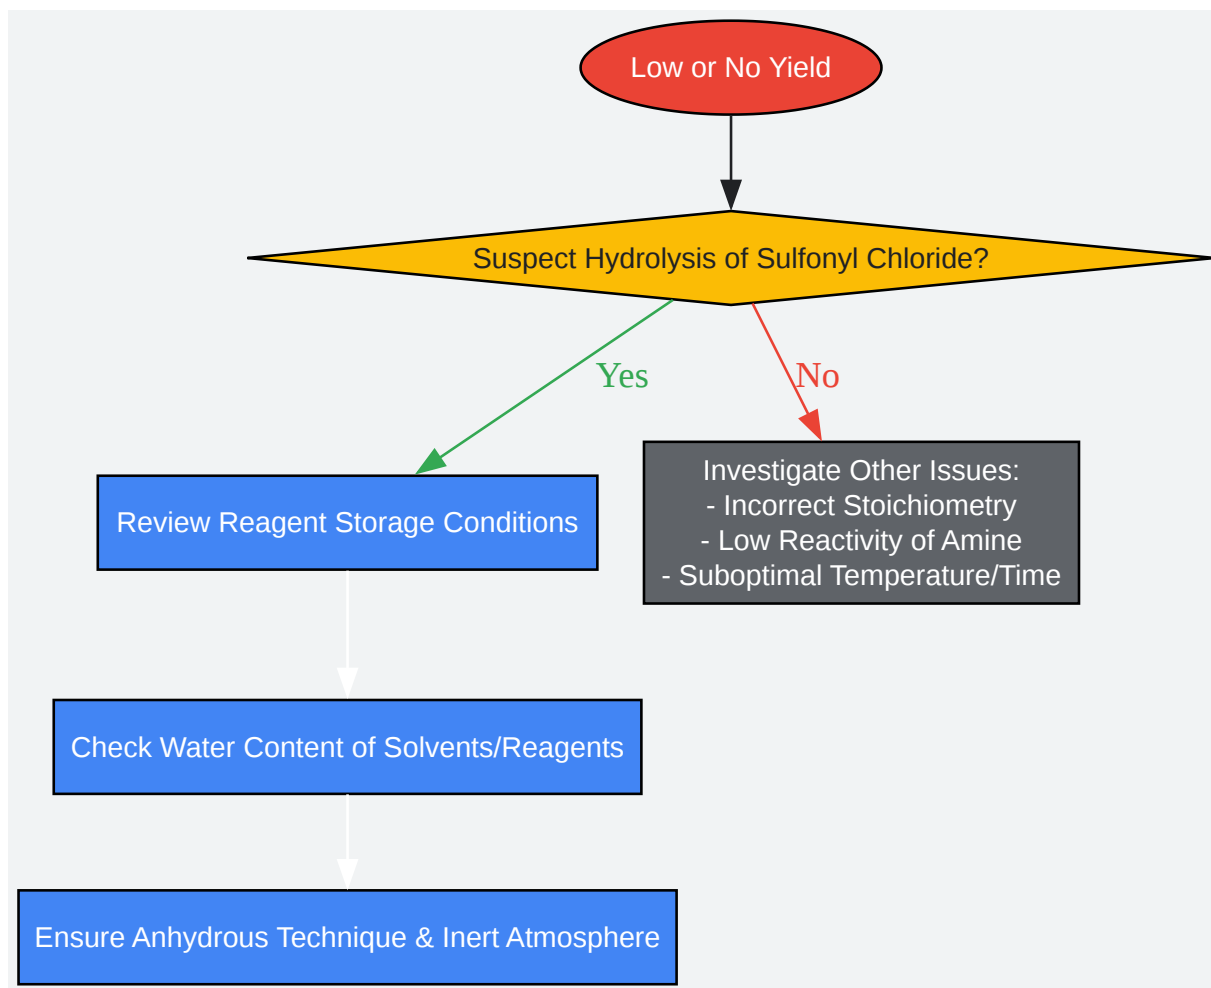 Low or No Yield
Suspect Hydrolysis of Sulfonyl Chloride?
Yes
No
Investigate Other Issues:
- Incorrect Stoichiometry
- Low Reactivity of Amine
- Suboptimal Temperature/Time
Review Reagent Storage Conditions
Check Water Content of Solvents/Reagents
Ensure Anhydrous Technique & Inert Atmosphere